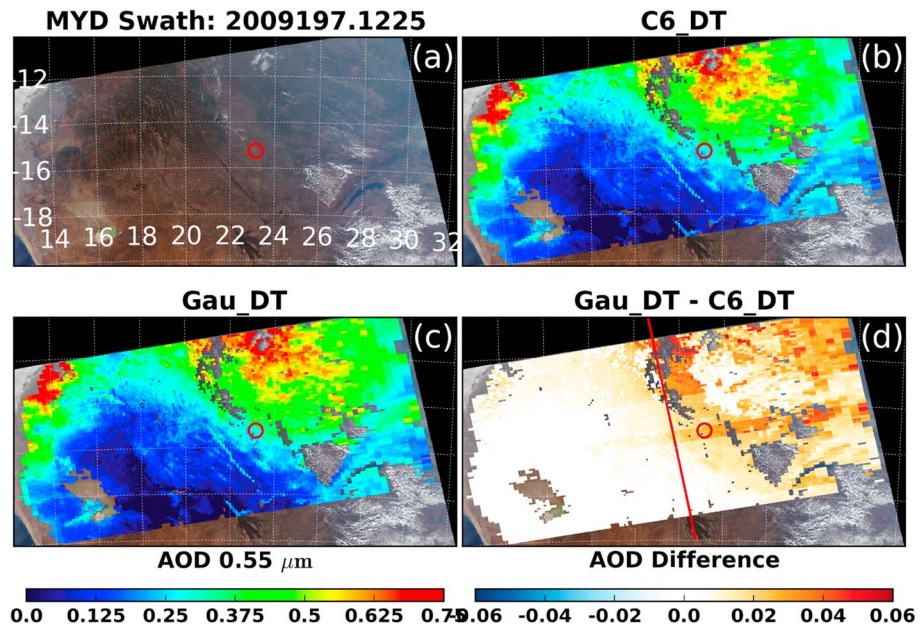 MYD Swath: 2009197.1225
C6_DT
(a)
(b)
-12
-14
-16
-18
14 16 18 20 22 24 26 28 30 32
Gau_DT
Gau_DT - C6_DT
(c)
(d)
AOD 0.55 μm
AOD Difference
0.0 0.125 0.25 0.375 0.5 0.625 0.75
-0.06 -0.04 -0.02 0.0 0.02 0.04 0.06